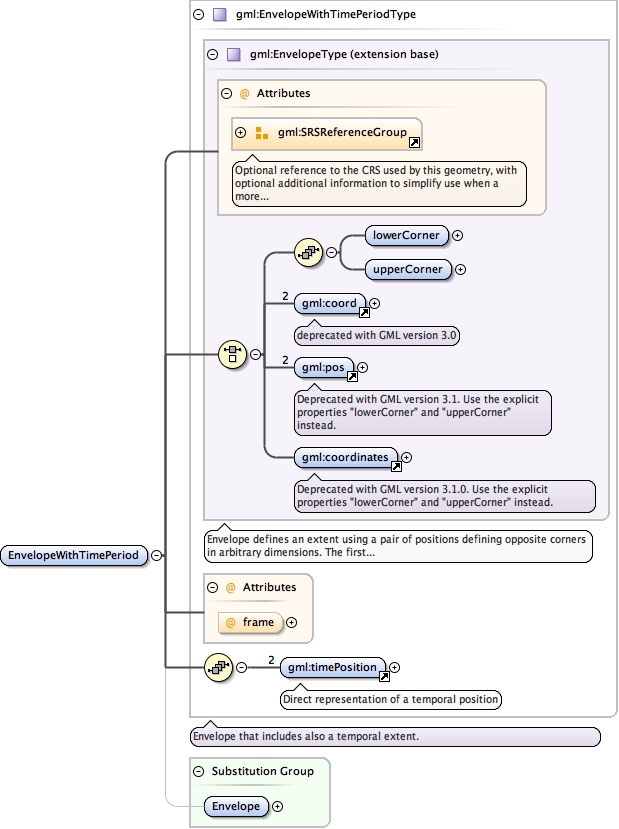 gml:EnvelopeWithTimePeriodType
gml:EnvelopeType (extension base)
@ Attributes
gml:SRSReferenceGroup
Optional reference to the CRS used by this geometry, with
optional additional information to simplify use when a
more...
lowerCorner
upperCorner
2
gml:coord
deprecated with GML version 3.0
2
gml:pos
Deprecated with GML version 3.1. Use the explicit
properties "lowerCorner" and "upperCorner"
instead.
gml:coordinates
Deprecated with GML version 3.1.0. Use the explicit
properties "lowerCorner" and "upperCorner" instead.
Envelope defines an extent using a pair of positions defining opposite corners
in arbitrary dimensions. The first...
EnvelopeWithTimePeriod
@ Attributes
@ frame
2
gml:timePosition
Direct representation of a temporal position
Envelope that includes also a temporal extent.
Substitution Group
Envelope